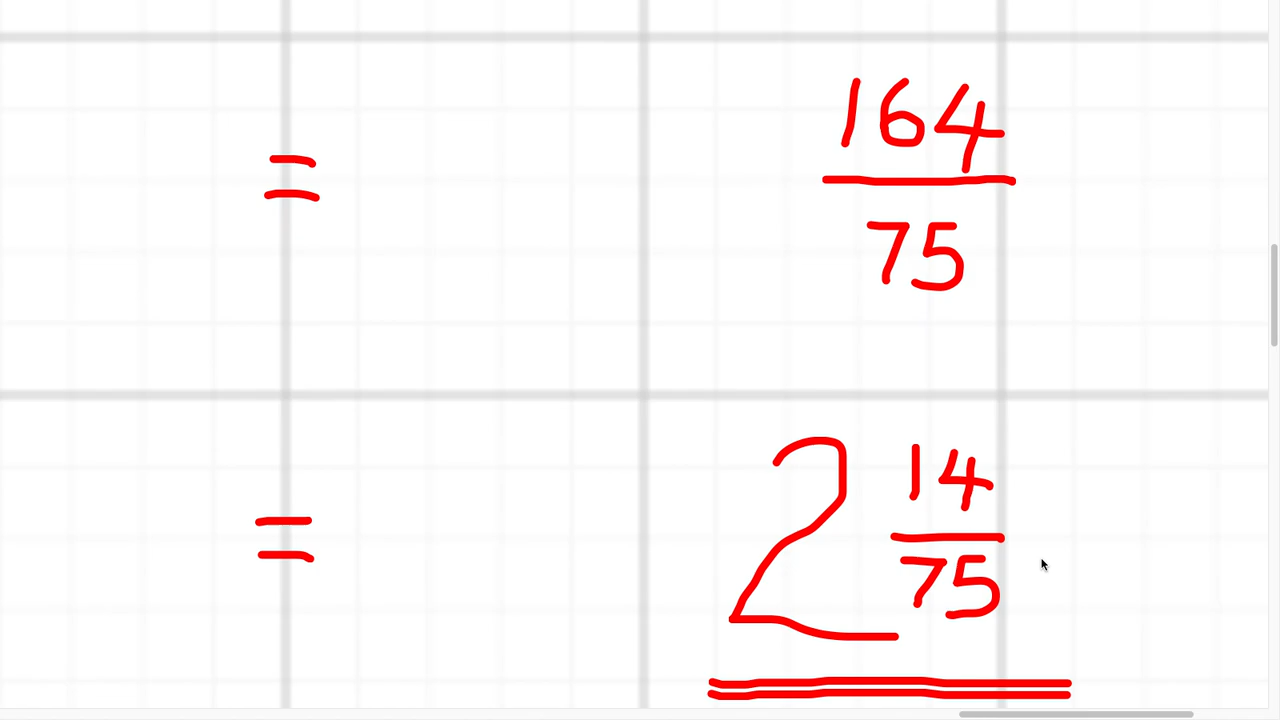 = 164/75
= 2 14/75